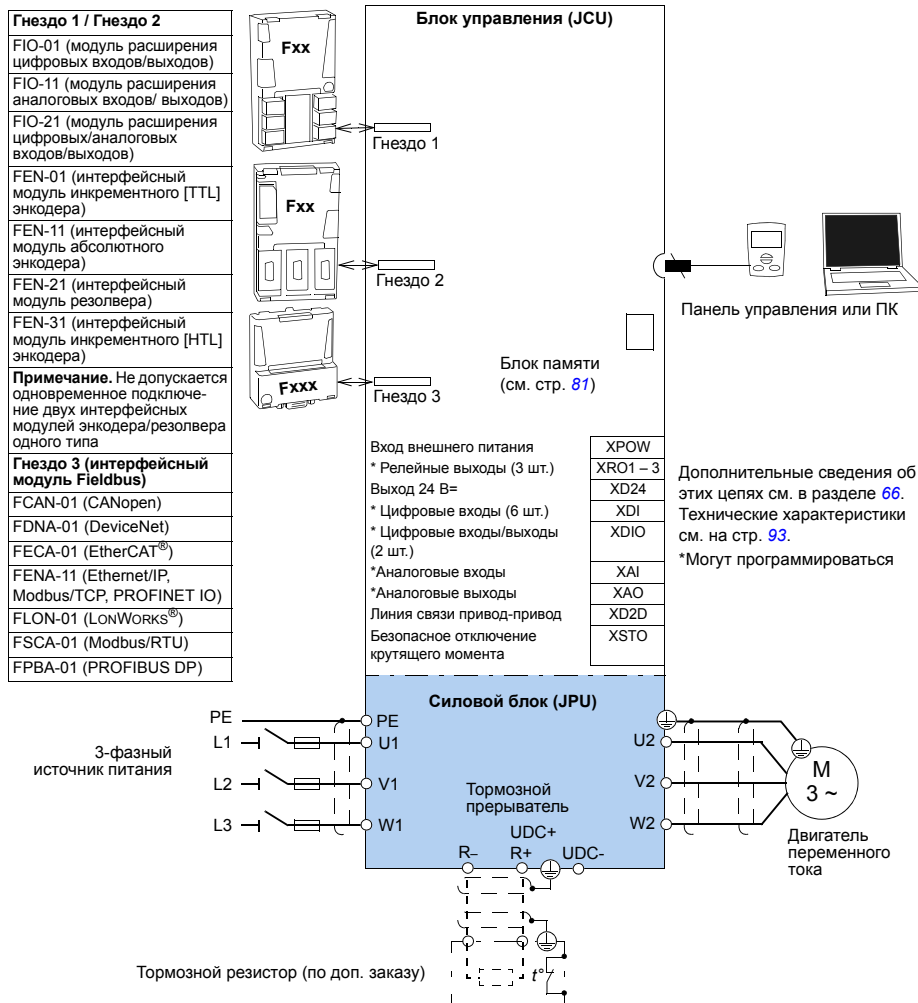 Гнездо 1 / Гнездо 2
FIO-01 (модуль расширения
цифровых входов/выходов)
FIO-11 (модуль расширения
аналоговых входов/ выходов)
FIO-21 (модуль расширения
цифровых/аналоговых
входов/выходов)
FEN-01 (интерфейсный
модуль инкрементного [TTL]
энкодера)
FEN-11 (интерфейсный
модуль абсолютного
энкодера)
FEN-21 (интерфейсный
модуль резолвера)
FEN-31 (интерфейсный
модуль инкрементного [HTL]
энкодера)
Примечание. Не допускается
одновременное подключе-
ние двух интерфейсных
модулей энкодера/резолвера
одного типа
Гнездо 3 (интерфейсный
модуль Fieldbus)
FCAN-01 (CANopen)
FDNA-01 (DeviceNet)
FECA-01 (EtherCAT®)
FENA-11 (Ethernet/IP,
Modbus/TCP, PROFINET IO)
FLON-01 (LONWORKS®)
FSCA-01 (Modbus/RTU)
FPBA-01 (PROFIBUS DP)
Fxx
Fxx
Fxxx
Блок управления (JCU)
Гнездо 1
Гнездо 2
Гнездо 3
Панель управления или ПК
Блок памяти
(см. стр. 81)
Вход внешнего питания XPOW
* Релейные выходы (3 шт.) XRO1 – 3
Выход 24 В= XD24
* Цифровые входы (6 шт.) XDI
* Цифровые входы/выходы XDIO
(2 шт.)
*Аналоговые входы XAI
*Аналоговые выходы XAO
Линия связи привод-привод XD2D
Безопасное отключение XSTO
крутящего момента
Дополнительные сведения об
этих цепях см. в разделе 66.
Технические характеристики
см. на стр. 93.
*Могут программироваться
Силовой блок (JPU)
3-фазный
источник питания
PE
L1
L2
L3
PE
U1
V1
W1
Тормозной
прерыватель
UDC+
R– R+ UDC-
U2
V2
W2
M
3 ~
Двигатель
переменного
тока
Тормозной резистор (по доп. заказу)
t°